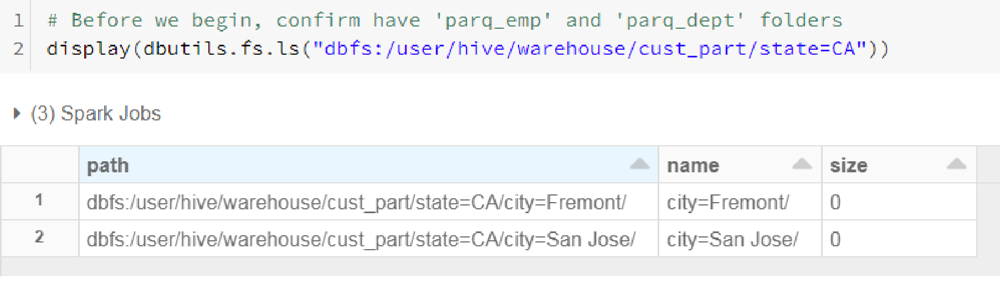 1 # Before we begin, confirm have 'parq_emp' and 'parq_dept' folders
2 display(dbutils.fs.ls("dbfs:/user/hive/warehouse/cust_part/state=CA"))
(3) Spark Jobs
path name size
1 dbfs:/user/hive/warehouse/cust_part/state=CA/city=Fremont/ city=Fremont/ 0
2 dbfs:/user/hive/warehouse/cust_part/state=CA/city=San Jose/ city=San Jose/ 0